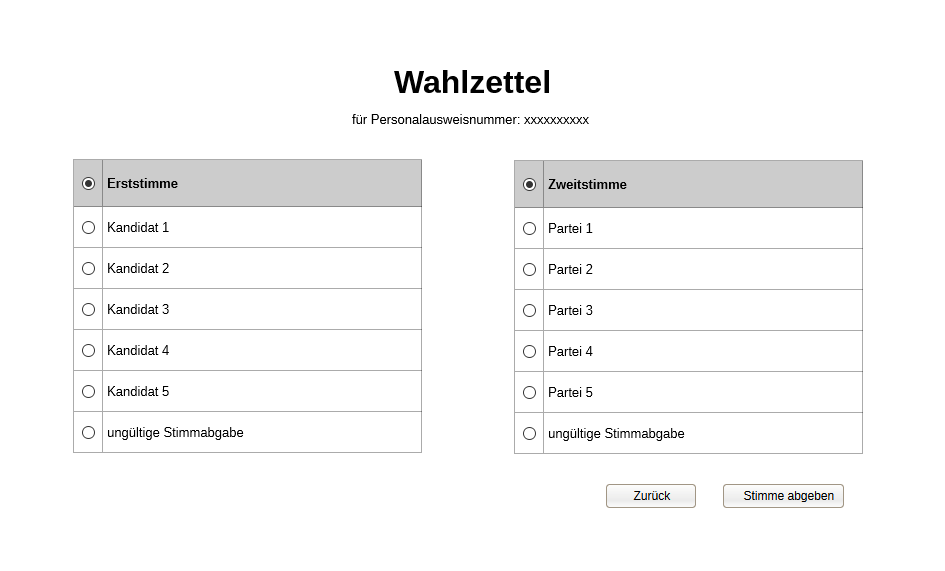 Wahlzettel
für Personalausweisnummer: xxxxxxxxxx
Erststimme
Kandidat 1
Kandidat 2
Kandidat 3
Kandidat 4
Kandidat 5
ungültige Stimmabgabe
Zweitstimme
Partei 1
Partei 2
Partei 3
Partei 4
Partei 5
ungültige Stimmabgabe
Zurück
Stimme abgeben